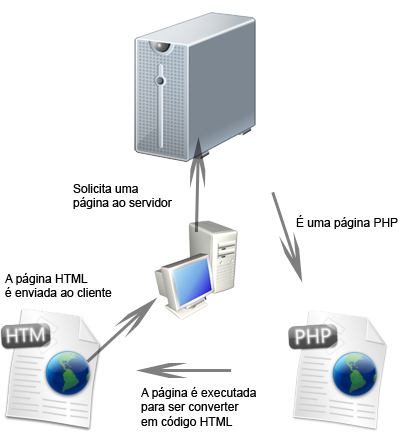 Solicita uma
página ao servidor
É uma página PHP
A página HTML
é enviada ao cliente
HTM
PHP
A página é executada
para ser converter
em código HTML